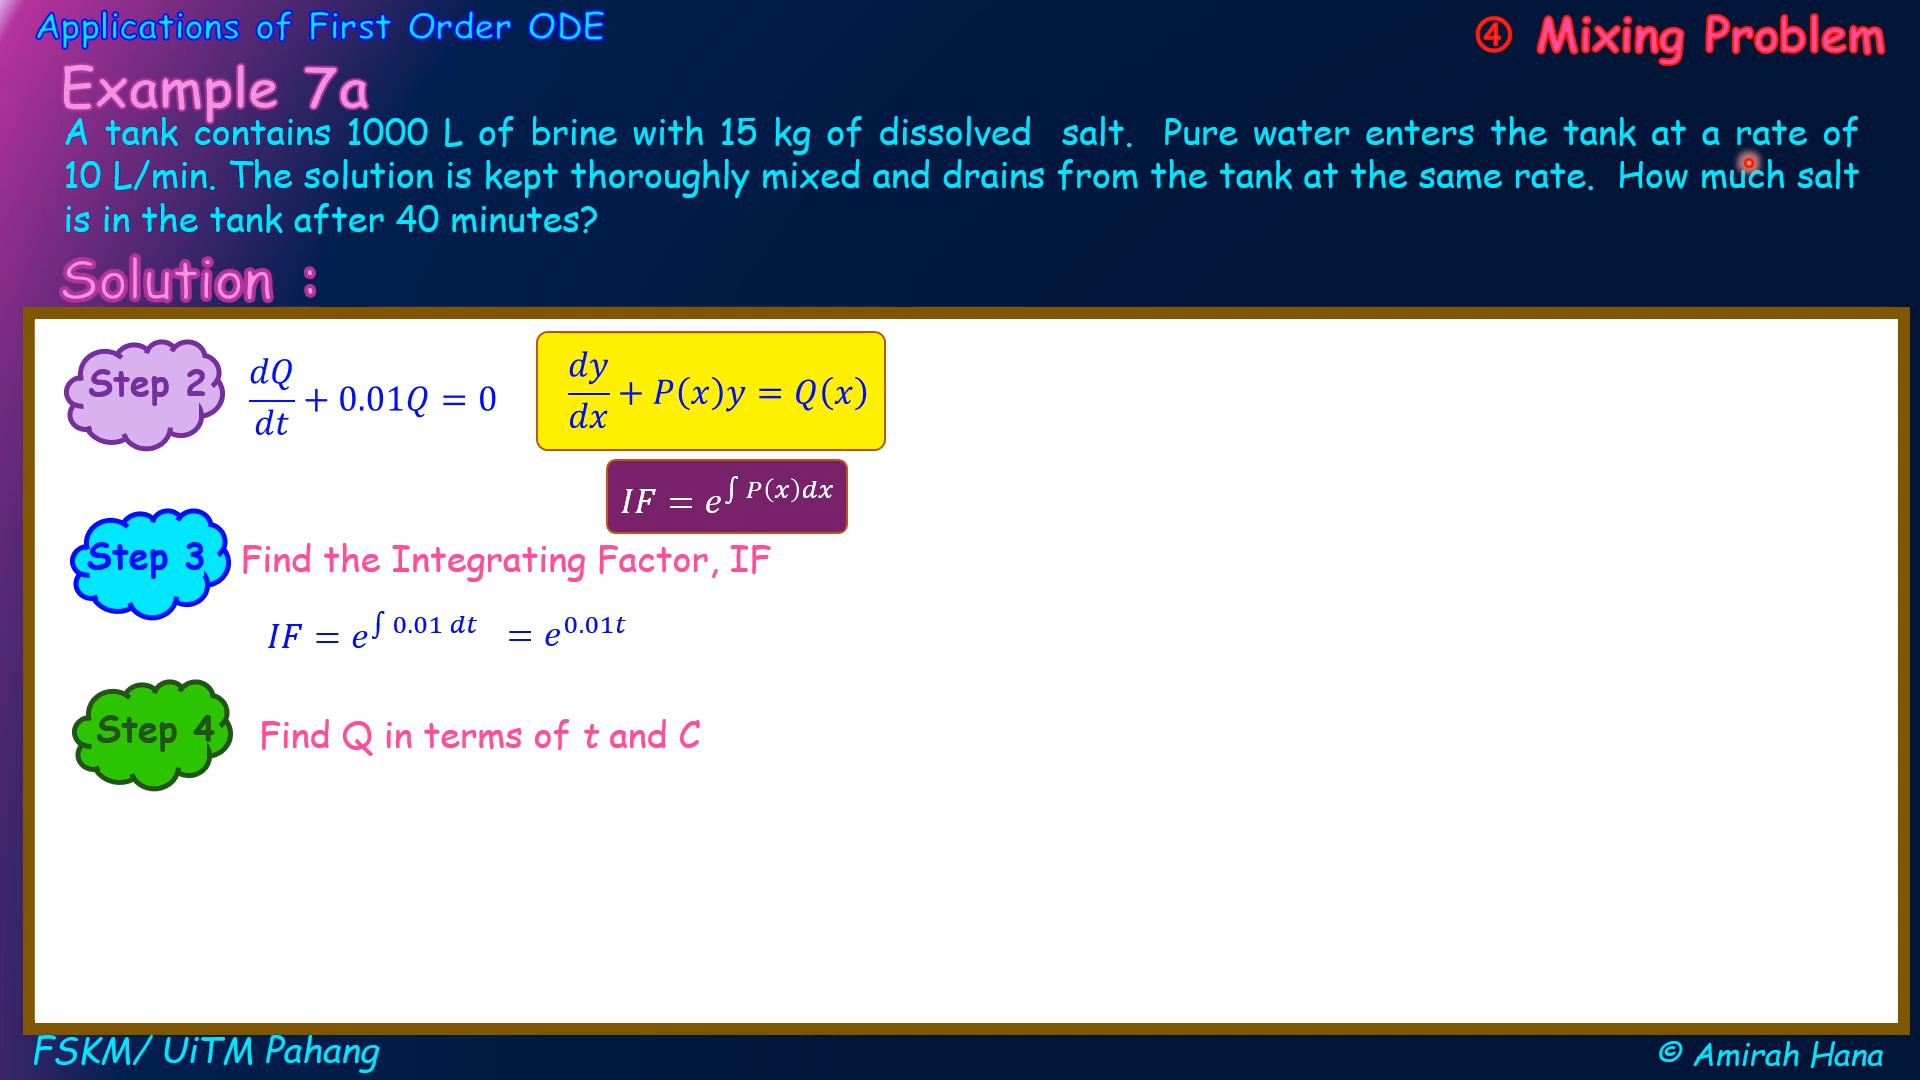 Applications of First Order ODE
④ Mixing Problem
Example 7a
A tank contains 1000 L of brine with 15 kg of dissolved salt. Pure water enters the tank at a rate of
10 L/min. The solution is kept thoroughly mixed and drains from the tank at the same rate. How much salt
is in the tank after 40 minutes?
Solution :
Step 2
dQ/dt + 0.01Q = 0
dy/dx + P(x)y = Q(x)
IF = e^{∫ P(x)dx}
Step 3
Find the Integrating Factor, IF
IF = e^{∫ 0.01 dt} = e^{0.01t}
Step 4
Find Q in terms of t and C
FSKM/ UiTM Pahang
© Amirah Hana